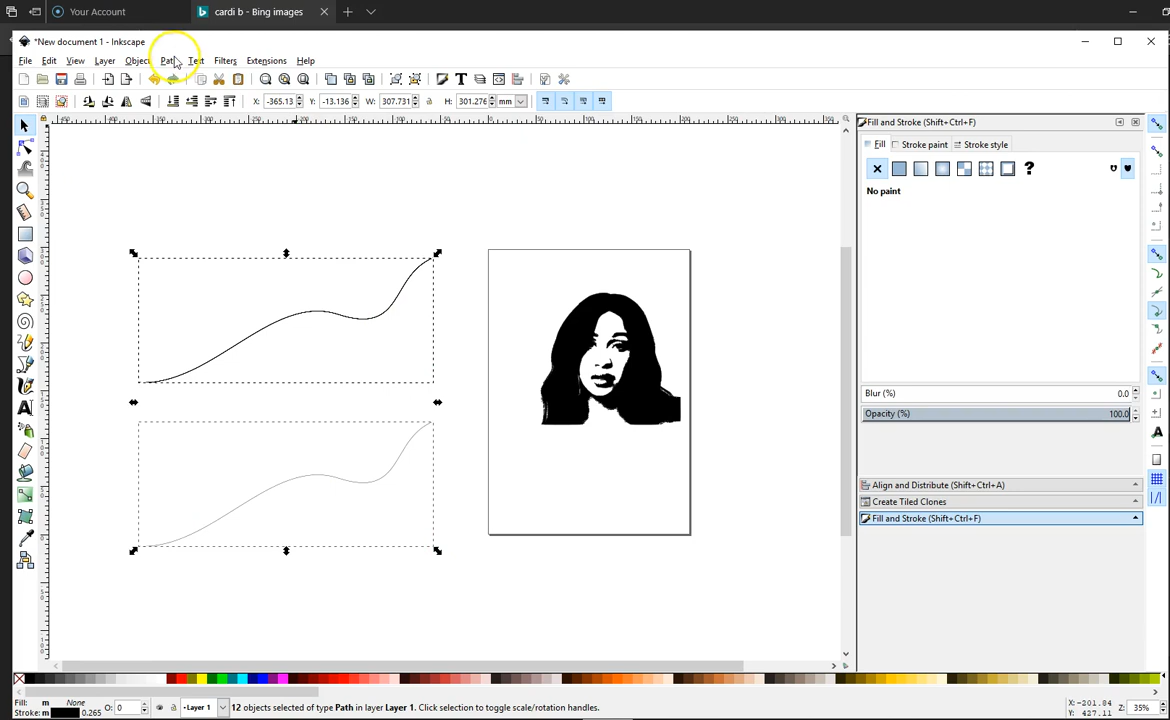 Your Account
cardi b - Bing images
*New document 1 - Inkscape
File Edit View Layer Object Path Text Filters Extensions Help
X: -365.13 Y: -13.136 W: 307.731 H: 301.276 mm
Fill and Stroke (Shift+Ctrl+F)
Fill Stroke paint Stroke style
?
No paint
Blur (%) 0.0
Opacity (%) 100.0
Align and Distribute (Shift+Ctrl+A)
Create Tiled Clones
Fill and Stroke (Shift+Ctrl+F)
Fill: m
Stroke: m 0.265
O: 0
Layer 1
12 objects selected of type Path in layer Layer 1. Click selection to toggle scale/rotation handles.
X: -201.84
Y: 427.11
Z: 35%